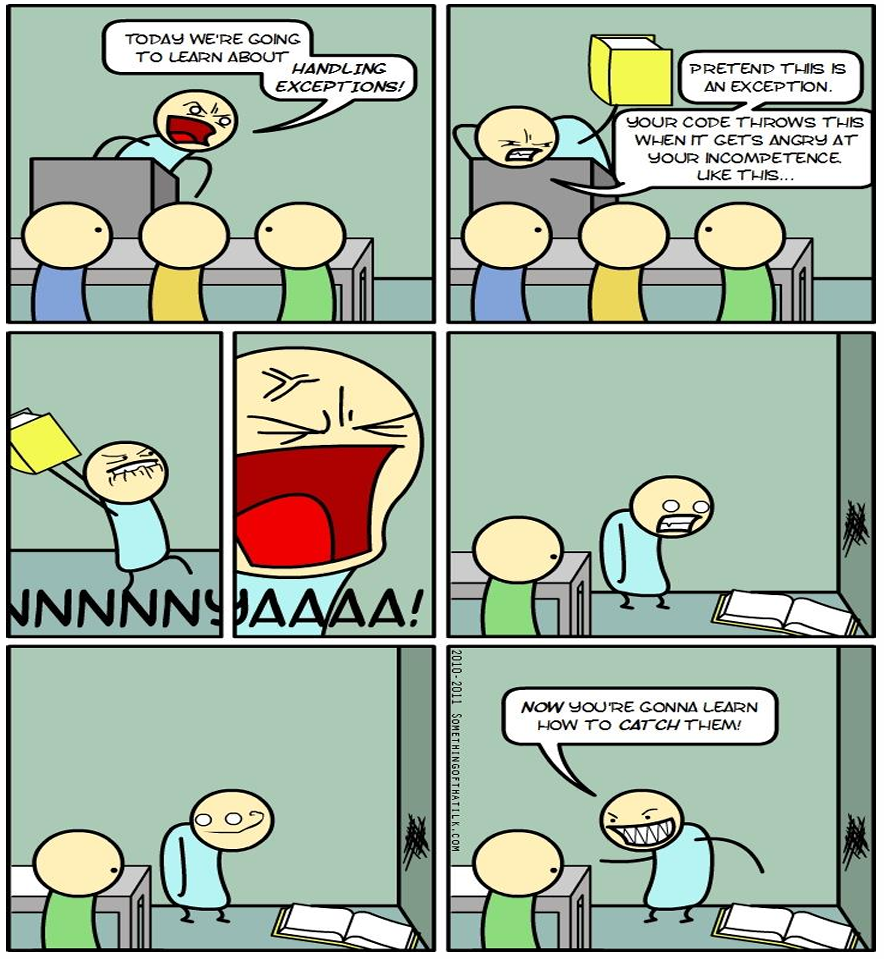 TODAY WE'RE GOING
TO LEARN ABOUT
HANDLING
EXCEPTIONS!
PRETEND THIS IS
AN EXCEPTION.
YOUR CODE THROWS THIS
WHEN IT GETS ANGRY AT
YOUR INCOMPETENCE.
LIKE THIS...
NNNNNNY
YAAAAA!
2010-2011 SOMETHINGOFTHATILK.COM
NOW YOU'RE GONNA LEARN
HOW TO CATCH THEM!